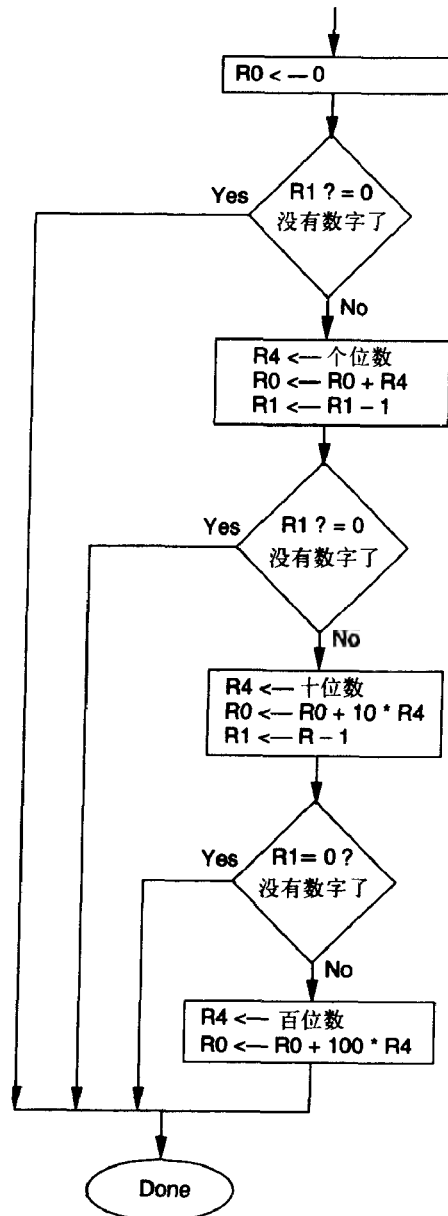 R0 <— 0
Yes
R1 ? = 0
没有数字了
No
R4 <— 个位数
R0 <— R0 + R4
R1 <— R1 – 1
Yes
R1 ? = 0
没有数字了
No
R4 <— 十位数
R0 <— R0 + 10 * R4
R1 <— R – 1
Yes
R1= 0 ?
没有数字了
No
R4 <— 百位数
R0 <— R0 + 100 * R4
Done